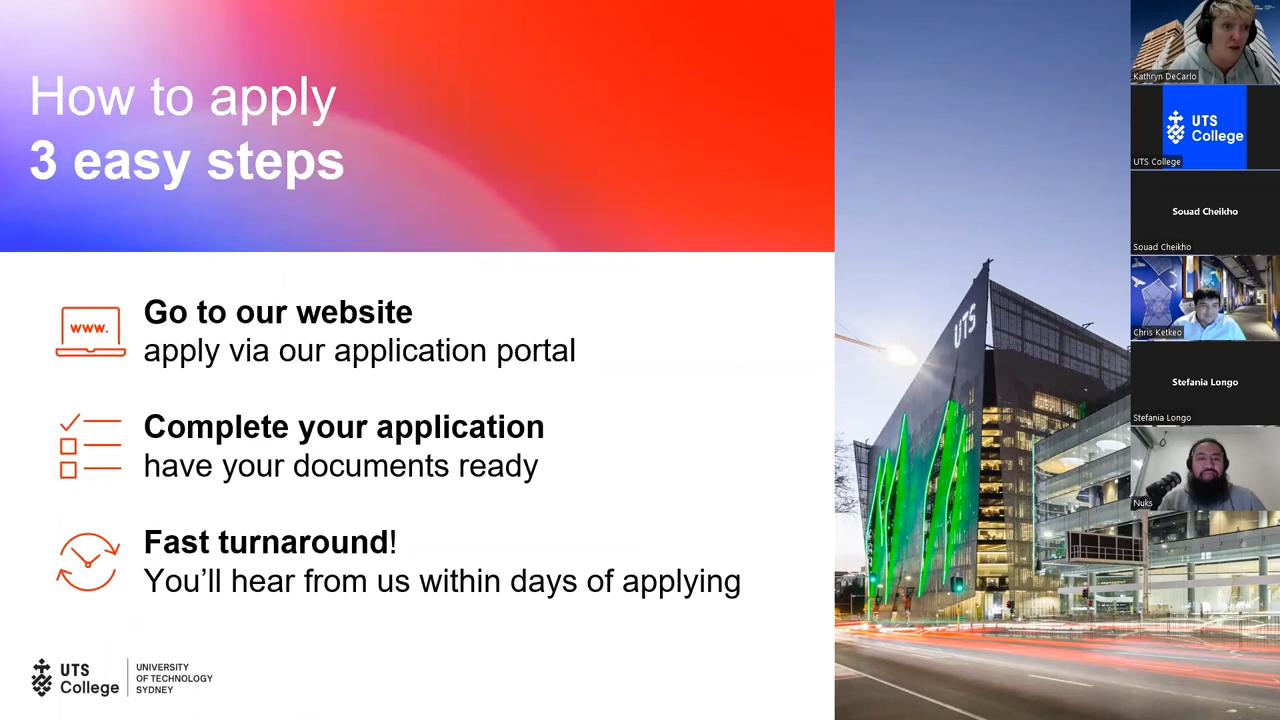 How to apply
3 easy steps
www.
Go to our website
apply via our application portal
Complete your application
have your documents ready
Fast turnaround!
You'll hear from us within days of applying
UTS
College
UNIVERSITY
OF TECHNOLOGY
SYDNEY
UTS
Kathryn DeCarlo
UTS
College
UTS College
Souad Cheikho
Souad Cheikho
Chris Ketkeo
Stefania Longo
Stefania Longo
Nuks